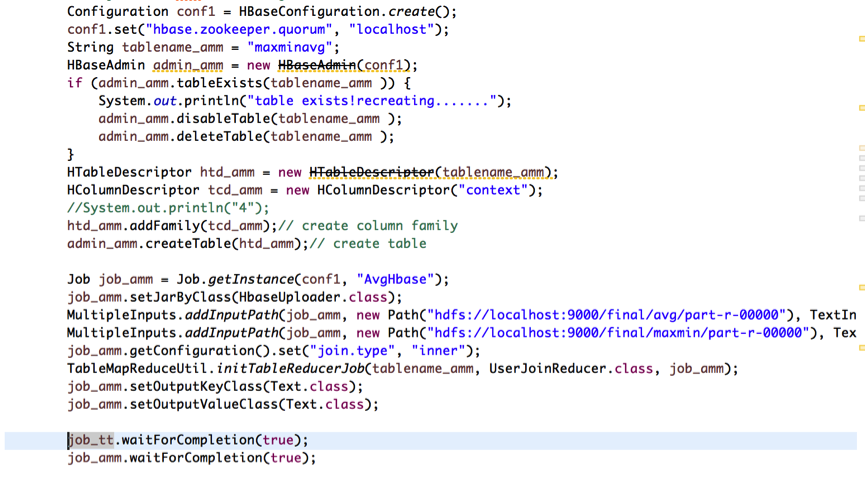 Configuration conf1 = HBaseConfiguration.create();
conf1.set("hbase.zookeeper.quorum", "localhost");
String tablename_amm = "maxminavg";
HBaseAdmin admin_amm = new HBaseAdmin(conf1);
if (admin_amm.tableExists(tablename_amm )) {
    System.out.println("table exists!recreating.......");
    admin_amm.disableTable(tablename_amm );
    admin_amm.deleteTable(tablename_amm );
}
HTableDescriptor htd_amm = new HTableDescriptor(tablename_amm);
HColumnDescriptor tcd_amm = new HColumnDescriptor("context");
//System.out.println("4");
htd_amm.addFamily(tcd_amm);// create column family
admin_amm.createTable(htd_amm);// create table
Job job_amm = Job.getInstance(conf1, "AvgHbase");
job_amm.setJarByClass(HbaseUploader.class);
MultipleInputs.addInputPath(job_amm, new Path("hdfs://localhost:9000/final/avg/part-r-00000"), TextIn
MultipleInputs.addInputPath(job_amm, new Path("hdfs://localhost:9000/final/maxmin/part-r-00000"), Tex
job_amm.getConfiguration().set("join.type", "inner");
TableMapReduceUtil.initTableReducerJob(tablename_amm, UserJoinReducer.class, job_amm);
job_amm.setOutputKeyClass(Text.class);
job_amm.setOutputValueClass(Text.class);
job_tt.waitForCompletion(true);
job_amm.waitForCompletion(true);